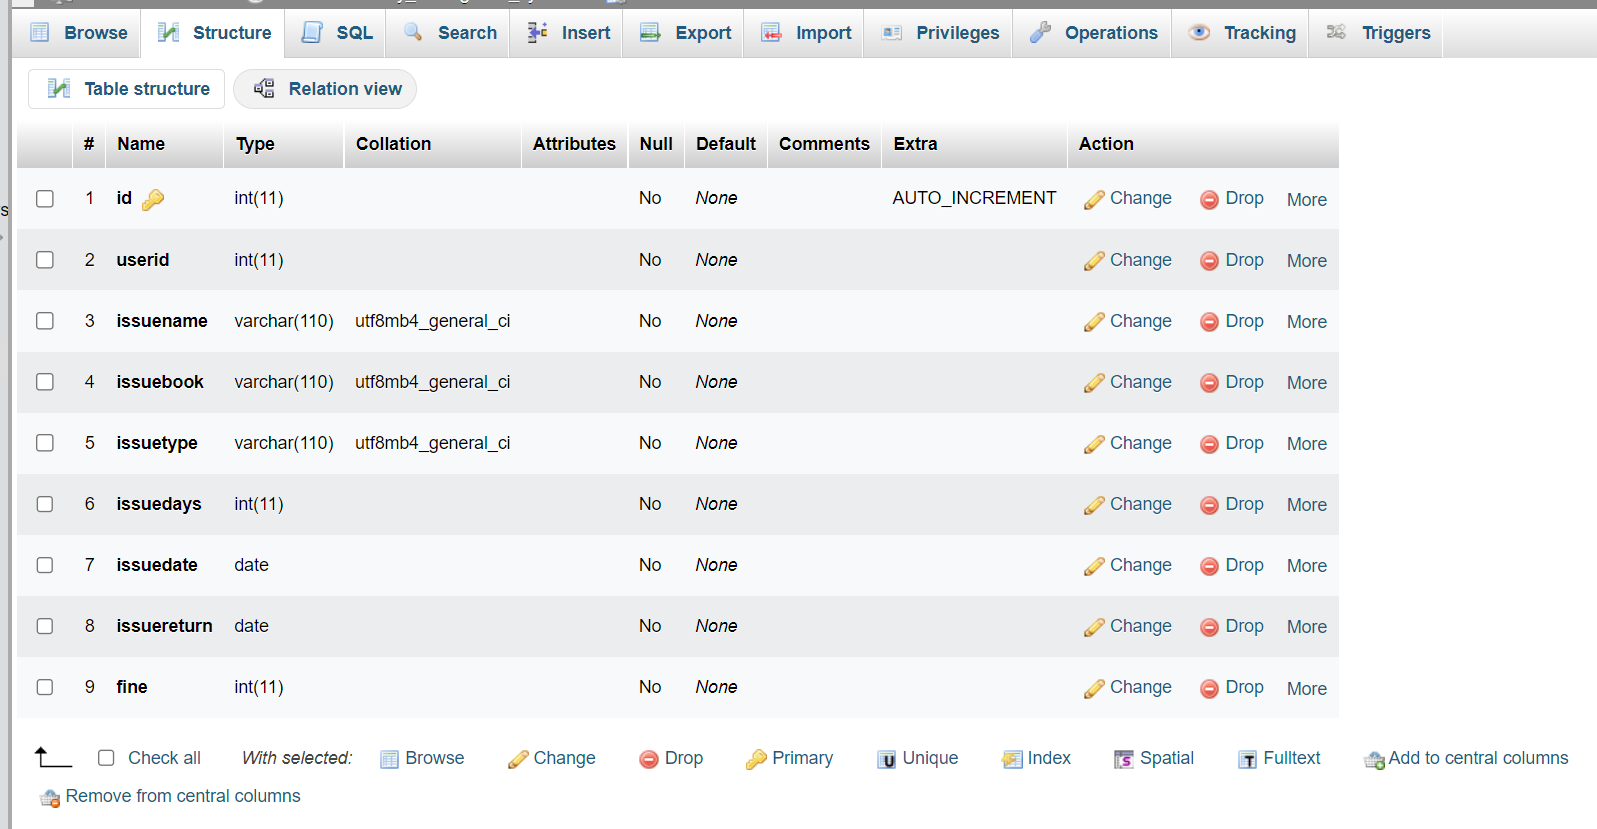 Browse Structure SQL Search Insert Export Import Privileges Operations Tracking Triggers
Table structure Relation view
# Name Type Collation Attributes Null Default Comments Extra Action
1 id int(11) No None AUTO_INCREMENT Change Drop More
2 userid int(11) No None Change Drop More
3 issuename varchar(110) utf8mb4_general_ci No None Change Drop More
4 issuebook varchar(110) utf8mb4_general_ci No None Change Drop More
5 issuetype varchar(110) utf8mb4_general_ci No None Change Drop More
6 issuedays int(11) No None Change Drop More
7 issuedate date No None Change Drop More
8 issuereturn date No None Change Drop More
9 fine int(11) No None Change Drop More
Check all With selected: Browse Change Drop Primary Unique Index Spatial Fulltext Add to central columns
Remove from central columns